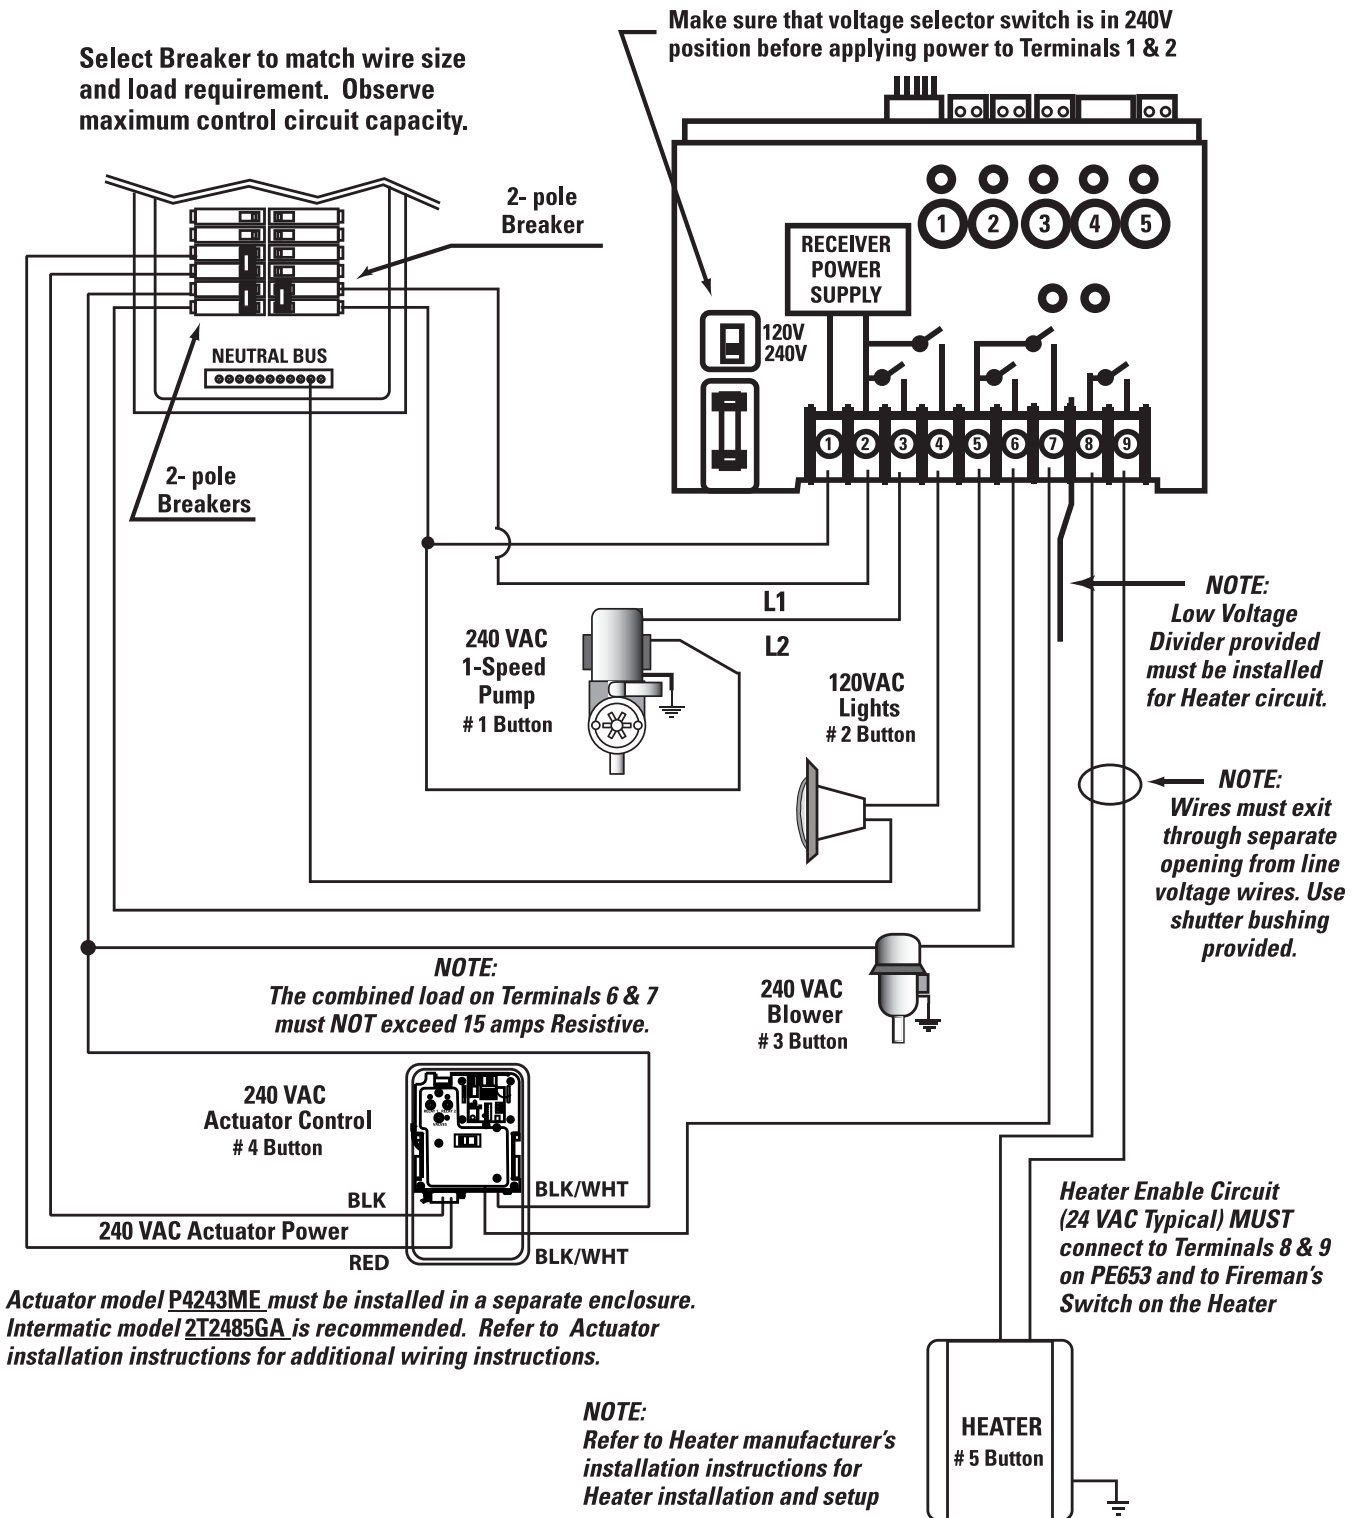 Make sure that voltage selector switch is in 240V
position before applying power to Terminals 1 & 2
Select Breaker to match wire size
and load requirement. Observe
maximum control circuit capacity.
2- pole
Breaker
1 2 3 4 5
RECEIVER
POWER
SUPPLY
120V
240V
NEUTRAL BUS
1 2 3 4 5 6 7 8 9
2- pole
Breakers
L1
L2
240 VAC
1-Speed
Pump
# 1 Button
120VAC
Lights
# 2 Button
NOTE:
Low Voltage
Divider provided
must be installed
for Heater circuit.
NOTE:
Wires must exit
through separate
opening from line
voltage wires. Use
shutter bushing
provided.
NOTE:
The combined load on Terminals 6 & 7
must NOT exceed 15 amps Resistive.
240 VAC
Blower
# 3 Button
240 VAC
Actuator Control
# 4 Button
BLK
BLK/WHT
240 VAC Actuator Power
RED
BLK/WHT
Heater Enable Circuit
(24 VAC Typical) MUST
connect to Terminals 8 & 9
on PE653 and to Fireman's
Switch on the Heater
Actuator model P4243ME must be installed in a separate enclosure.
Intermatic model 2T2485GA is recommended. Refer to Actuator
installation instructions for additional wiring instructions.
NOTE:
Refer to Heater manufacturer's
installation instructions for
Heater installation and setup
HEATER
# 5 Button